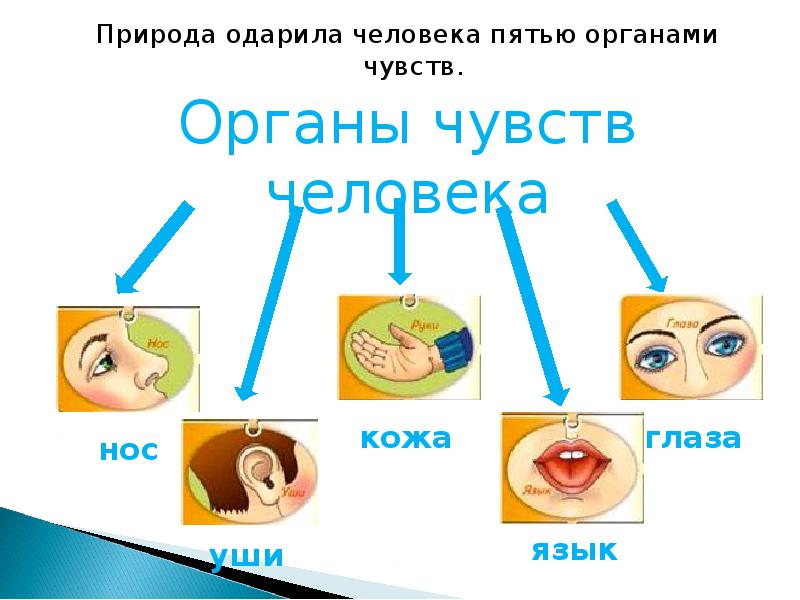 Природа одарила человека пятью органами
чувств.
Органы чувств
человека
Нос
Руки
Глаза
Уши
Язык
нос
кожа
глаза
уши
язык